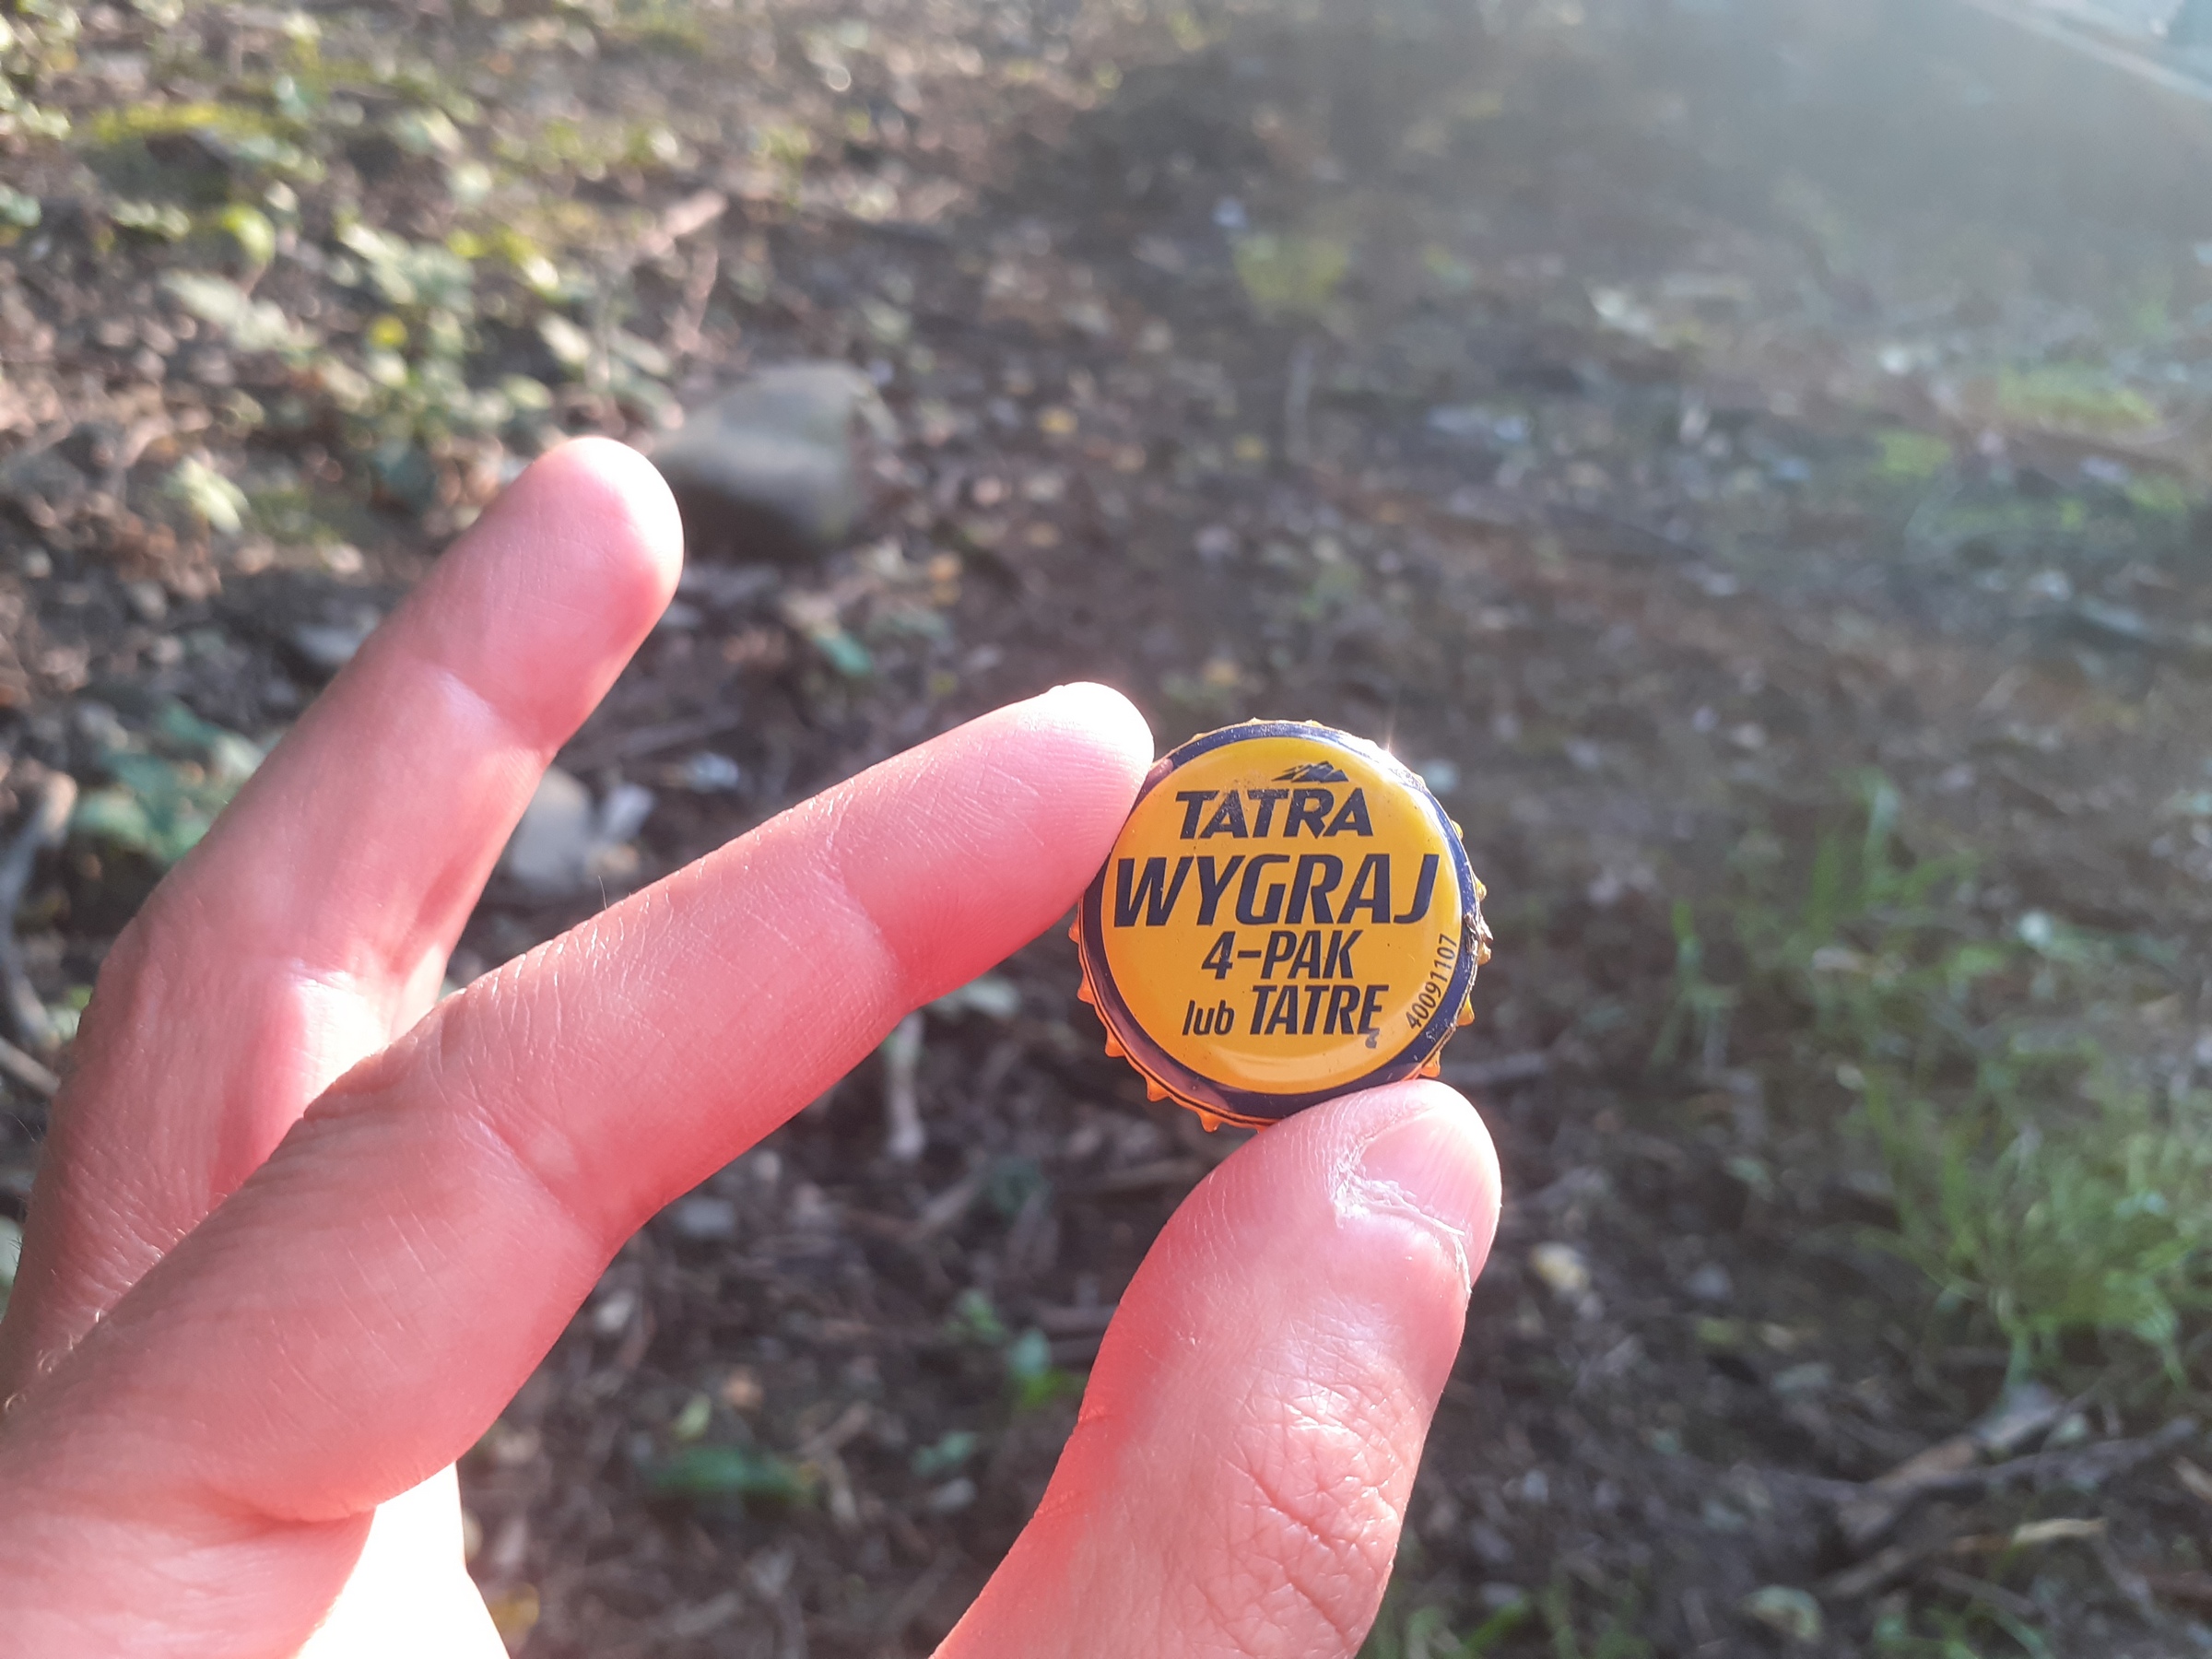 TATRA
WYGRAJ
4-PAK
lub TATRĘ
40091107